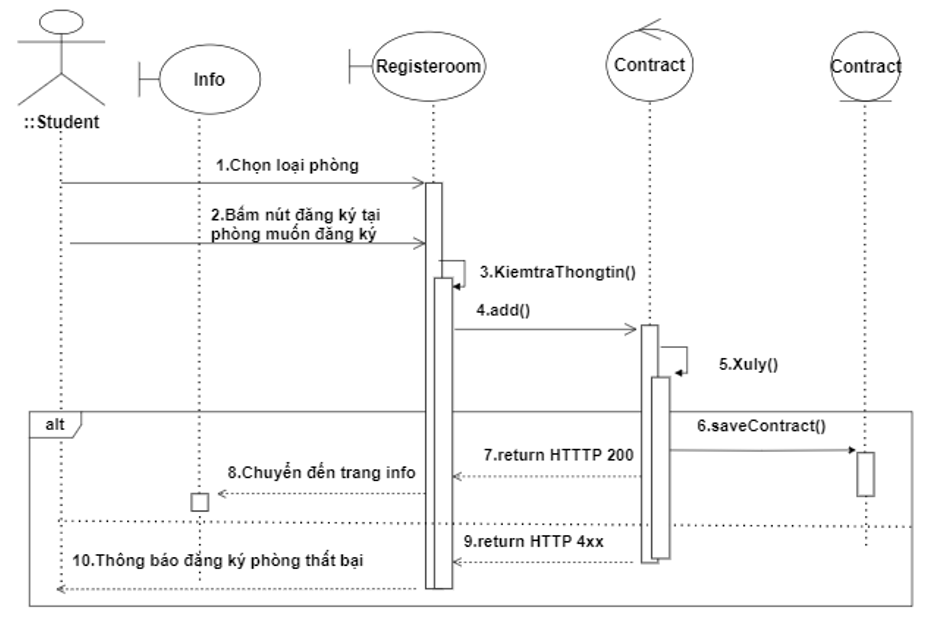 Info
Registeroom
Contract
Contract
::Student
1.Chọn loại phòng
2.Bấm nút đăng ký tại
phòng muốn đăng ký
3.KiemtraThongtin()
4.add()
5.Xuly()
alt
6.saveContract()
7.return HTTTP 200
8.Chuyển đến trang info
9.return HTTP 4xx
10.Thông báo đăng ký phòng thất bại